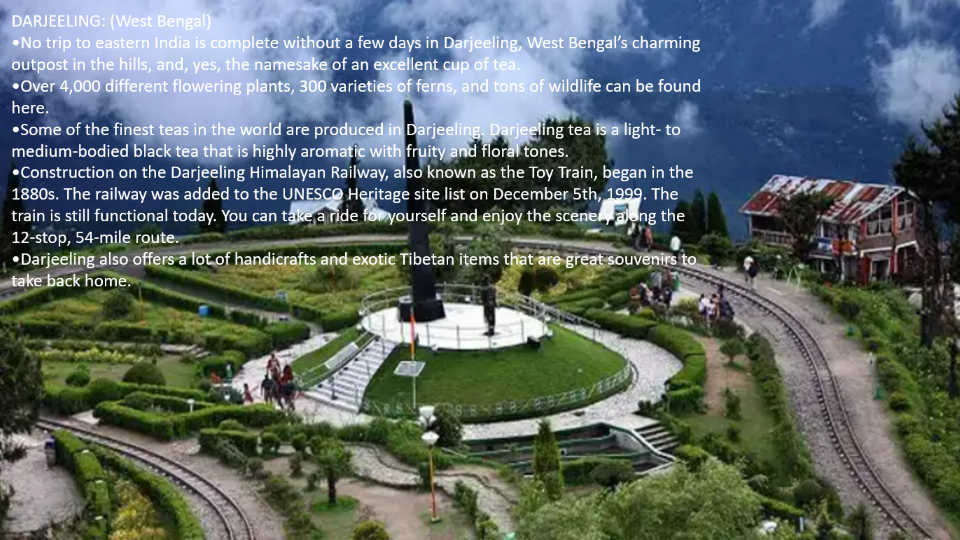 DARJEELING: (West Bengal)
•No trip to eastern India is complete without a few days in Darjeeling, West Bengal’s charming
outpost in the hills, and, yes, the namesake of an excellent cup of tea.
•Over 4,000 different flowering plants, 300 varieties of ferns, and tons of wildlife can be found
here.
•Some of the finest teas in the world are produced in Darjeeling. Darjeeling tea is a light- to
medium-bodied black tea that is highly aromatic with fruity and floral tones.
•Construction on the Darjeeling Himalayan Railway, also known as the Toy Train, began in the
1880s. The railway was added to the UNESCO Heritage site list on December 5th, 1999. The
train is still functional today. You can take a ride for yourself and enjoy the scenery along the
12-stop, 54-mile route.
•Darjeeling also offers a lot of handicrafts and exotic Tibetan items that are great souvenirs to
take back home.